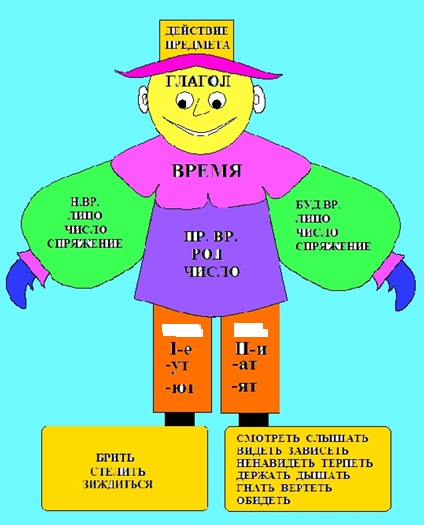 ДЕЙСТВИЕ
ПРЕДМЕТА
ГЛАГОЛ
ВРЕМЯ
Н.ВР.
ЛИЦО
ЧИСЛО
СПРЯЖЕНИЕ
ПР. ВР.
РОД
ЧИСЛО
БУД.ВР.
ЛИЦО
ЧИСЛО
СПРЯЖЕНИЕ
I-е
-ут
-ют
II-и
-ат
-ят
БРИТЬ
СТЕЛИТЬ
ЗИЖДИТЬСЯ
СМОТРЕТЬ СЛЫШАТЬ
ВИДЕТЬ ЗАВИСЕТЬ
НЕНАВИДЕТЬ ТЕРПЕТЬ
ДЕРЖАТЬ ДЫШАТЬ
ГНАТЬ ВЕРТЕТЬ
ОБИДЕТЬ